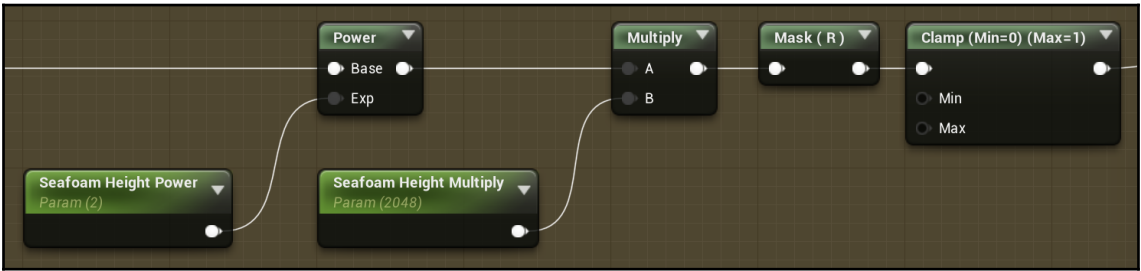 Power
Base
Exp
Multiply
A
B
Mask ( R )
Clamp (Min=0) (Max=1)
Min
Max
Seafoam Height Power
Param (2)
Seafoam Height Multiply
Param (2048)